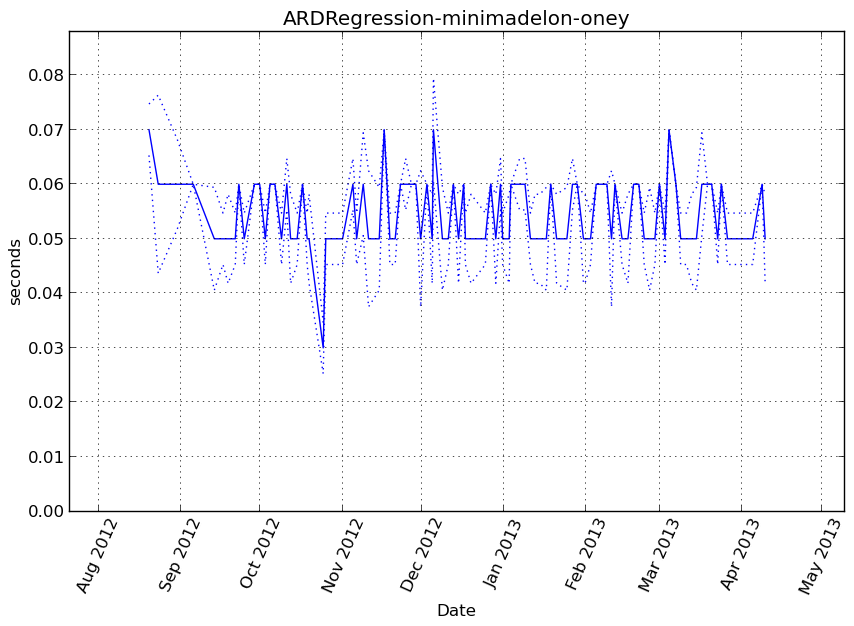 ARDRegression-minimadelon-oney
0.08
0.07
0.06
0.05
0.04
0.03
0.02
0.01
0.00
seconds
Aug 2012
Sep 2012
Oct 2012
Nov 2012
Dec 2012
Jan 2013
Feb 2013
Mar 2013
Apr 2013
May 2013
Date